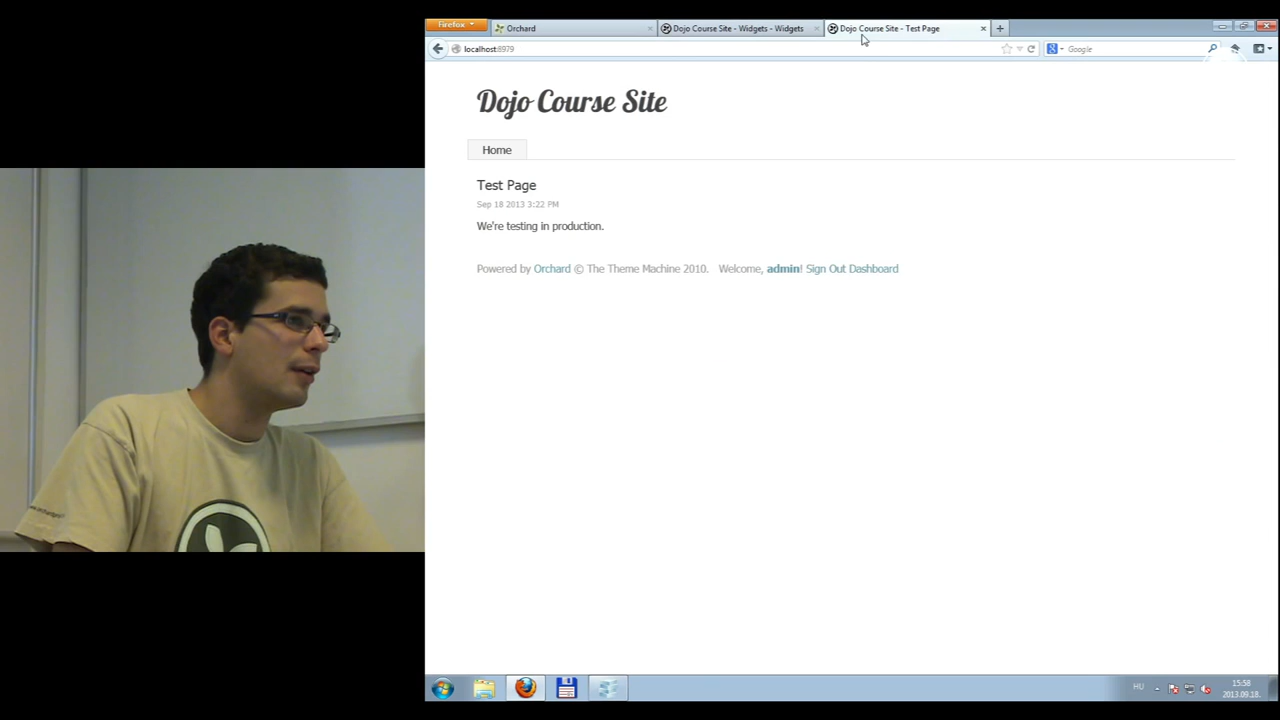 Firefox
Orchard
Dojo Course Site - Widgets - Widgets
Dojo Course Site - Test Page
localhost:8979
Google
Dojo Course Site
Home
Test Page
Sep 18 2013 3:22 PM
We're testing in production.
Powered by Orchard © The Theme Machine 2010. Welcome, admin! Sign Out Dashboard
HU
15:58
2013.09.18.